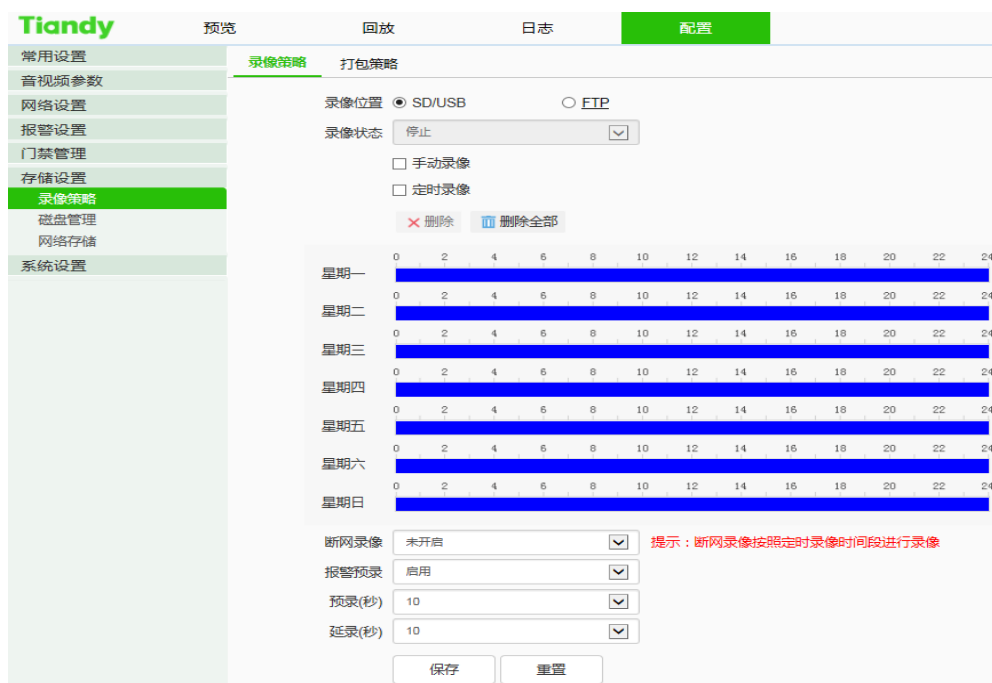 Tiandy
预览 回放 日志 配置
常用设置
音视频参数
网络设置
报警设置
门禁管理
存储设置
录像策略
磁盘管理
网络存储
系统设置
录像策略 打包策略
录像位置 SD/USB FTP
录像状态 停止
手动录像
定时录像
删除 删除全部
0 2 4 6 8 10 12 14 16 18 20 22 24
星期一
0 2 4 6 8 10 12 14 16 18 20 22 24
星期二
0 2 4 6 8 10 12 14 16 18 20 22 24
星期三
0 2 4 6 8 10 12 14 16 18 20 22 24
星期四
0 2 4 6 8 10 12 14 16 18 20 22 24
星期五
0 2 4 6 8 10 12 14 16 18 20 22 24
星期六
0 2 4 6 8 10 12 14 16 18 20 22 24
星期日
断网录像 未开启 提示：断网录像按照定时录像时间段进行录像
报警预录 启用
预录(秒) 10
延录(秒) 10
保存 重置